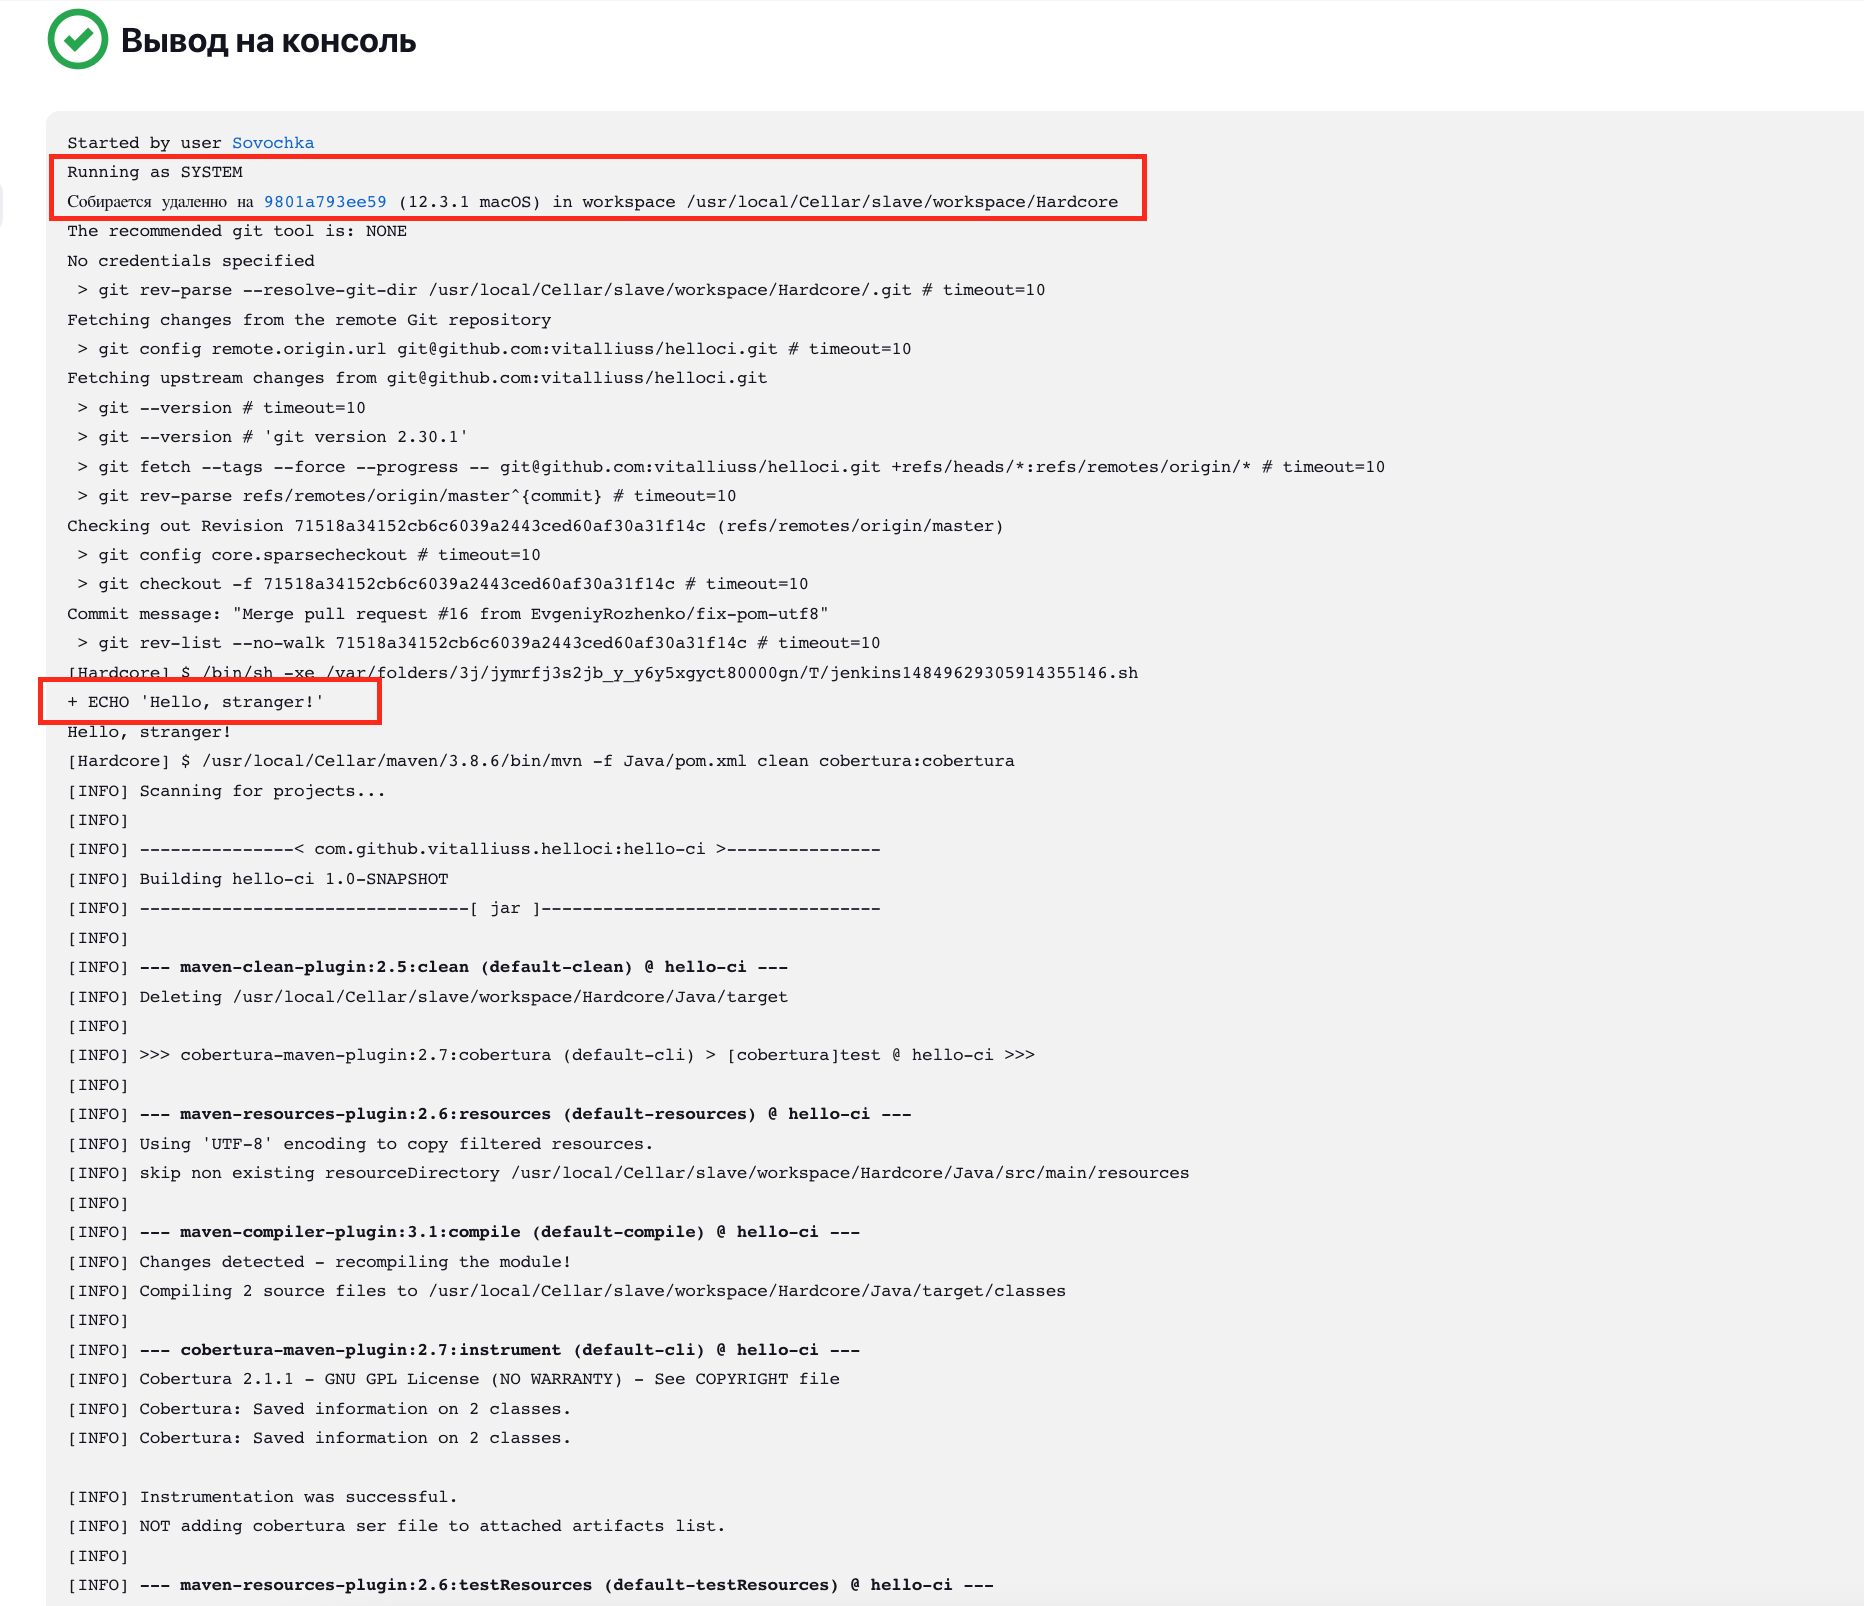 Вывод на консоль
Started by user Sovochka
Running as SYSTEM
Собирается удаленно на 9801a793ee59 (12.3.1 macOS) in workspace /usr/local/Cellar/slave/workspace/Hardcore
The recommended git tool is: NONE
No credentials specified
 > git rev-parse --resolve-git-dir /usr/local/Cellar/slave/workspace/Hardcore/.git # timeout=10
Fetching changes from the remote Git repository
 > git config remote.origin.url git@github.com:vitalliuss/helloci.git # timeout=10
Fetching upstream changes from git@github.com:vitalliuss/helloci.git
 > git --version # timeout=10
 > git --version # 'git version 2.30.1'
 > git fetch --tags --force --progress -- git@github.com:vitalliuss/helloci.git +refs/heads/*:refs/remotes/origin/* # timeout=10
 > git rev-parse refs/remotes/origin/master^{commit} # timeout=10
Checking out Revision 71518a34152cb6c6039a2443ced60af30a31f14c (refs/remotes/origin/master)
 > git config core.sparsecheckout # timeout=10
 > git checkout -f 71518a34152cb6c6039a2443ced60af30a31f14c # timeout=10
Commit message: "Merge pull request #16 from EvgeniyRozhenko/fix-pom-utf8"
 > git rev-list --no-walk 71518a34152cb6c6039a2443ced60af30a31f14c # timeout=10
[Hardcore] $ /bin/sh -xe /var/folders/3j/jymrfj3s2jb_y_y6y5xgyct80000gn/T/jenkins14849629305914355146.sh
+ ECHO 'Hello, stranger!'
Hello, stranger!
[Hardcore] $ /usr/local/Cellar/maven/3.8.6/bin/mvn -f Java/pom.xml clean cobertura:cobertura
[INFO] Scanning for projects...
[INFO]
[INFO] ---------------< com.github.vitalliuss.helloci:hello-ci >---------------
[INFO] Building hello-ci 1.0-SNAPSHOT
[INFO] --------------------------------[ jar ]---------------------------------
[INFO]
[INFO] --- maven-clean-plugin:2.5:clean (default-clean) @ hello-ci ---
[INFO] Deleting /usr/local/Cellar/slave/workspace/Hardcore/Java/target
[INFO]
[INFO] >>> cobertura-maven-plugin:2.7:cobertura (default-cli) > [cobertura]test @ hello-ci >>>
[INFO]
[INFO] --- maven-resources-plugin:2.6:resources (default-resources) @ hello-ci ---
[INFO] Using 'UTF-8' encoding to copy filtered resources.
[INFO] skip non existing resourceDirectory /usr/local/Cellar/slave/workspace/Hardcore/Java/src/main/resources
[INFO]
[INFO] --- maven-compiler-plugin:3.1:compile (default-compile) @ hello-ci ---
[INFO] Changes detected - recompiling the module!
[INFO] Compiling 2 source files to /usr/local/Cellar/slave/workspace/Hardcore/Java/target/classes
[INFO]
[INFO] --- cobertura-maven-plugin:2.7:instrument (default-cli) @ hello-ci ---
[INFO] Cobertura 2.1.1 - GNU GPL License (NO WARRANTY) - See COPYRIGHT file
[INFO] Cobertura: Saved information on 2 classes.
[INFO] Cobertura: Saved information on 2 classes.
[INFO] Instrumentation was successful.
[INFO] NOT adding cobertura ser file to attached artifacts list.
[INFO]
[INFO] --- maven-resources-plugin:2.6:testResources (default-testResources) @ hello-ci ---